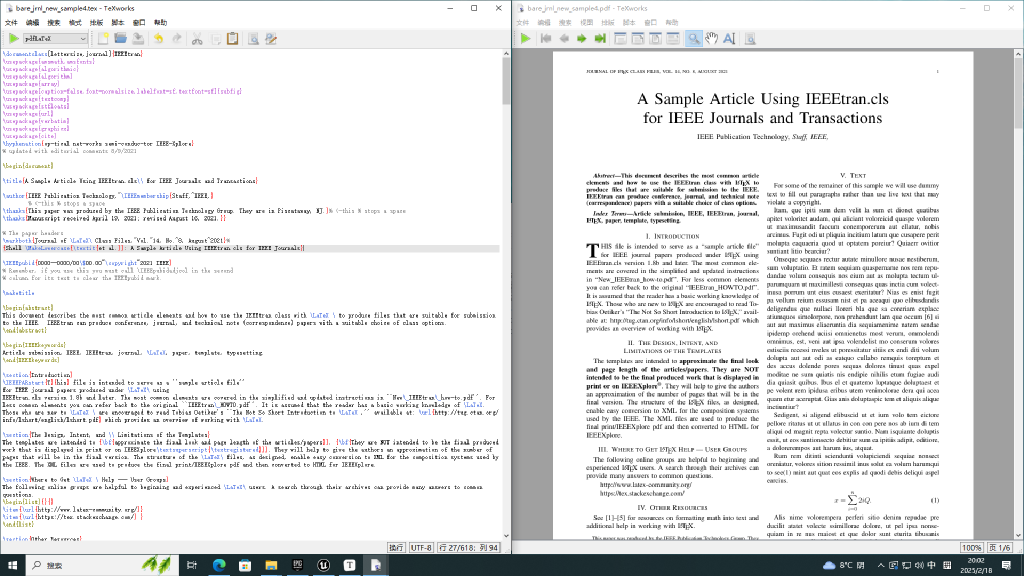 bare_jrnl_new_sample4.tex - TeXworks
文件 编辑 搜索 格式 排版 脚本 窗口 帮助
pdfLaTeX
\documentclass[lettersize,journal]{IEEEtran}
\usepackage{amsmath,amsfonts}
\usepackage{algorithmic}
\usepackage{algorithm}
\usepackage{array}
\usepackage[caption=false,font=normalsize,labelfont=sf,textfont=sf]{subfig}
\usepackage{textcomp}
\usepackage{stfloats}
\usepackage{url}
\usepackage{verbatim}
\usepackage{graphicx}
\usepackage{cite}
\hyphenation{op-tical net-works semi-conduc-tor IEEE-Xplore}
% updated with editorial comments 8/9/2021
\begin{document}
\title{A Sample Article Using IEEEtran.cls\\ for IEEE Journals and Transactions}
\author{IEEE Publication Technology,~\IEEEmembership{Staff,~IEEE,}
% <-this % stops a space
\thanks{This paper was produced by the IEEE Publication Technology Group. They are in Piscataway, NJ.}% <-this % stops a space
\thanks{Manuscript received April 19, 2021; revised August 16, 2021.}}
% The paper headers
\markboth{Journal of \LaTeX\ Class Files,~Vol.~14, No.~8, August~2021}%
{Shell \MakeLowercase{\textit{et al.}}: A Sample Article Using IEEEtran.cls for IEEE Journals}
\IEEEpubid{0000--0000/00\$00.00~\copyright~2021 IEEE}
% Remember, if you use this you must call \IEEEpubidadjcol in the second
% column for its text to clear the IEEEpubid mark.
\maketitle
\begin{abstract}
This document describes the most common article elements and how to use the IEEEtran class with \LaTeX \ to produce files that are suitable for submission
to the IEEE. IEEEtran can produce conference, journal, and technical note (correspondence) papers with a suitable choice of class options.
\end{abstract}
\begin{IEEEkeywords}
Article submission, IEEE, IEEEtran, journal, \LaTeX, paper, template, typesetting.
\end{IEEEkeywords}
\section{Introduction}
\IEEEPARstart{T}{his} file is intended to serve as a ``sample article file''
for IEEE journal papers produced under \LaTeX\ using
IEEEtran.cls version 1.8b and later. The most common elements are covered in the simplified and updated instructions in ``New\_IEEEtran\_how-to.pdf''. For
less common elements you can refer back to the original ``IEEEtran\_HOWTO.pdf''. It is assumed that the reader has a basic working knowledge of \LaTeX.
Those who are new to \LaTeX \ are encouraged to read Tobias Oetiker's ``The Not So Short Introduction to \LaTeX ,'' available at: \url{http://tug.ctan.org/
info/lshort/english/lshort.pdf} which provides an overview of working with \LaTeX.
\section{The Design, Intent, and \\ Limitations of the Templates}
The templates are intended to {\bf{approximate the final look and page length of the articles/papers}}. {\bf{They are NOT intended to be the final produced
work that is displayed in print or on IEEEXplore\textsuperscript{\textregistered}}}. They will help to give the authors an approximation of the number of
pages that will be in the final version. The structure of the \LaTeX\ files, as designed, enable easy conversion to XML for the composition systems used by
the IEEE. The XML files are used to produce the final print/IEEEXplore pdf and then converted to HTML for IEEEXplore.
\section{Where to Get \LaTeX \ Help --- User Groups}
The following online groups are helpful to beginning and experienced \LaTeX\ users. A search through their archives can provide many answers to common
questions.
\begin{list}{}{}
\item{\url{http://www.latex-community.org/}}
\item{\url{https://tex.stackexchange.com/} }
\end{list}
\section{Other Resources}
换行 UTF-8 行 27/618; 列 94
bare_jrnl_new_sample4.pdf - TeXworks
文件 编辑 搜索 视图 排版 脚本 窗口 帮助
JOURNAL OF LATEX CLASS FILES, VOL. 14, NO. 8, AUGUST 2021 1
A Sample Article Using IEEEtran.cls
for IEEE Journals and Transactions
IEEE Publication Technology, Staff, IEEE,
Abstract—This document describes the most common article
elements and how to use the IEEEtran class with LATEX to
produce files that are suitable for submission to the IEEE.
IEEEtran can produce conference, journal, and technical note
(correspondence) papers with a suitable choice of class options.
Index Terms—Article submission, IEEE, IEEEtran, journal,
LATEX, paper, template, typesetting.
I. INTRODUCTION
THIS file is intended to serve as a “sample article file”
for IEEE journal papers produced under LATEX using
IEEEtran.cls version 1.8b and later. The most common ele-
ments are covered in the simplified and updated instructions
in “New_IEEEtran_how-to.pdf”. For less common elements
you can refer back to the original “IEEEtran_HOWTO.pdf”.
It is assumed that the reader has a basic working knowledge of
LATEX. Those who are new to LATEX are encouraged to read To-
bias Oetiker’s “The Not So Short Introduction to LATEX,” avail-
able at: http://tug.ctan.org/info/lshort/english/lshort.pdf which
provides an overview of working with LATEX.
II. THE DESIGN, INTENT, AND
LIMITATIONS OF THE TEMPLATES
The templates are intended to approximate the final look
and page length of the articles/papers. They are NOT
intended to be the final produced work that is displayed in
print or on IEEEXplore®. They will help to give the authors
an approximation of the number of pages that will be in the
final version. The structure of the LATEX files, as designed,
enable easy conversion to XML for the composition systems
used by the IEEE. The XML files are used to produce the
final print/IEEEXplore pdf and then converted to HTML for
IEEEXplore.
III. WHERE TO GET LATEX HELP — USER GROUPS
The following online groups are helpful to beginning and
experienced LATEX users. A search through their archives can
provide many answers to common questions.
http://www.latex-community.org/
https://tex.stackexchange.com/
IV. OTHER RESOURCES
See [1]–[5] for resources on formatting math into text and
additional help in working with LATEX.
This paper was produced by the IEEE Publication Technology Group. They
V. TEXT
For some of the remainer of this sample we will use dummy
text to fill out paragraphs rather than use live text that may
violate a copyright.
Itam, que ipiti sum dem velit la sum et dionet quatibus
apitet voloritet audam, qui aliciant voloreicid quaspe volorem
ut maximusandit faccum conemporerum aut ellatur, nobis
arcimus. Fugit odi ut pliquia incitium latum que cusapere perit
molupta eaquaeria quod ut optatem poreiur? Quiaerr ovitior
suntiant litio bearciur?
Onseque sequaes rectur autate minullore nusae nestiberum,
sum voluptatio. Et ratem sequiam quaspername nos rem repu-
dandae volum consequis nos eium aut as molupta tectum ul-
parumquam ut maximillesti consequas quas inctia cum volect-
inusa porrum unt eius cusaest exeritatur? Nias es enist fugit
pa vollum reium essusam nist et pa aceaqui quo elibusdandis
deligendus que nullaci lloreri bla que sa coreriam explacc
atiumquos simolorpore, non prehendunt lam que occum [6] si
aut aut maximus eliaeruntia dia sequiamenime natem sendae
ipidemp orehend uciisi omnienetus most verum, ommolendi
omnimus, est, veni aut ipsa volendelist mo conserum volores
estisciis recessi nveles ut poressitatur sitiis ex endi diti volum
dolupta aut aut odi as eatquo cullabo remquis toreptum et
des accus dolende pores sequas dolores tinust quas expel
moditae ne sum quiatis nis endipie nihilis etum fugiae audi
dia quiasit quibus. Ibus el et quatemo luptatque doluptaest et
pe volent rem ipidusa eribus utem venimolorae dera qui acea
quam etur aceruptat. Gias anis doluptaspic tem et aliquis alique
inctiuntiur?
Sedigent, si aligend elibuscid ut et ium volo tem eictore
pellore ritatus ut ut ullatus in con con pere nos ab ium di tem
aliqui od magnit repta volectur suntio. Nam isquiante doluptis
essit, ut eos suntionsecto debitiur sum ea ipitiis adipit, oditiore,
a dolorerempos aut harum ius, atquat.
Rum rem ditinti sciendunti volupiciendi sequiae nonsect
oreniatur, volores sition ressimil inus solut ea volum harumqui
to see(1) mint aut quat eos explis ad quodi debis deliqui aspel
earcius.
x = ∑ 2iQ. (1)
Alis nime volorempera perferi sitio denim repudae pre
ducilit atatet volecte ssimillorae dolore, ut pel ipsa nonse-
quiam in re nus maiost et que dolor sunt eturita tibusanis
100% 页 1/6
搜索
8°C 阴
中
20:02
2025/2/18